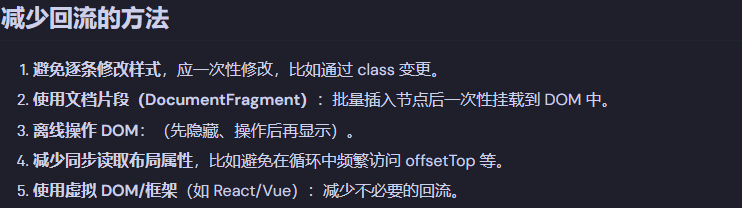 减少回流的方法
1. 避免逐条修改样式，应一次性修改，比如通过 class 变更。
2. 使用文档片段（DocumentFragment）：批量插入节点后一次性挂载到 DOM 中。
3. 离线操作 DOM：（先隐藏、操作后再显示）。
4. 减少同步读取布局属性，比如避免在循环中频繁访问 offsetTop 等。
5. 使用虚拟 DOM/框架（如 React/Vue）：减少不必要的回流。